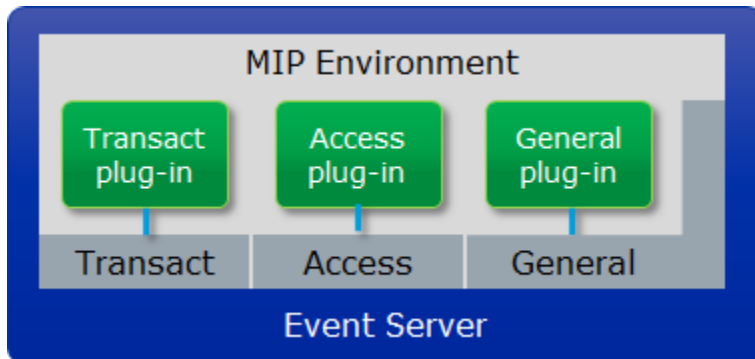 MIP Environment
Transact
plug-in
Access
plug-in
General
plug-in
Transact
Access
General
Event Server